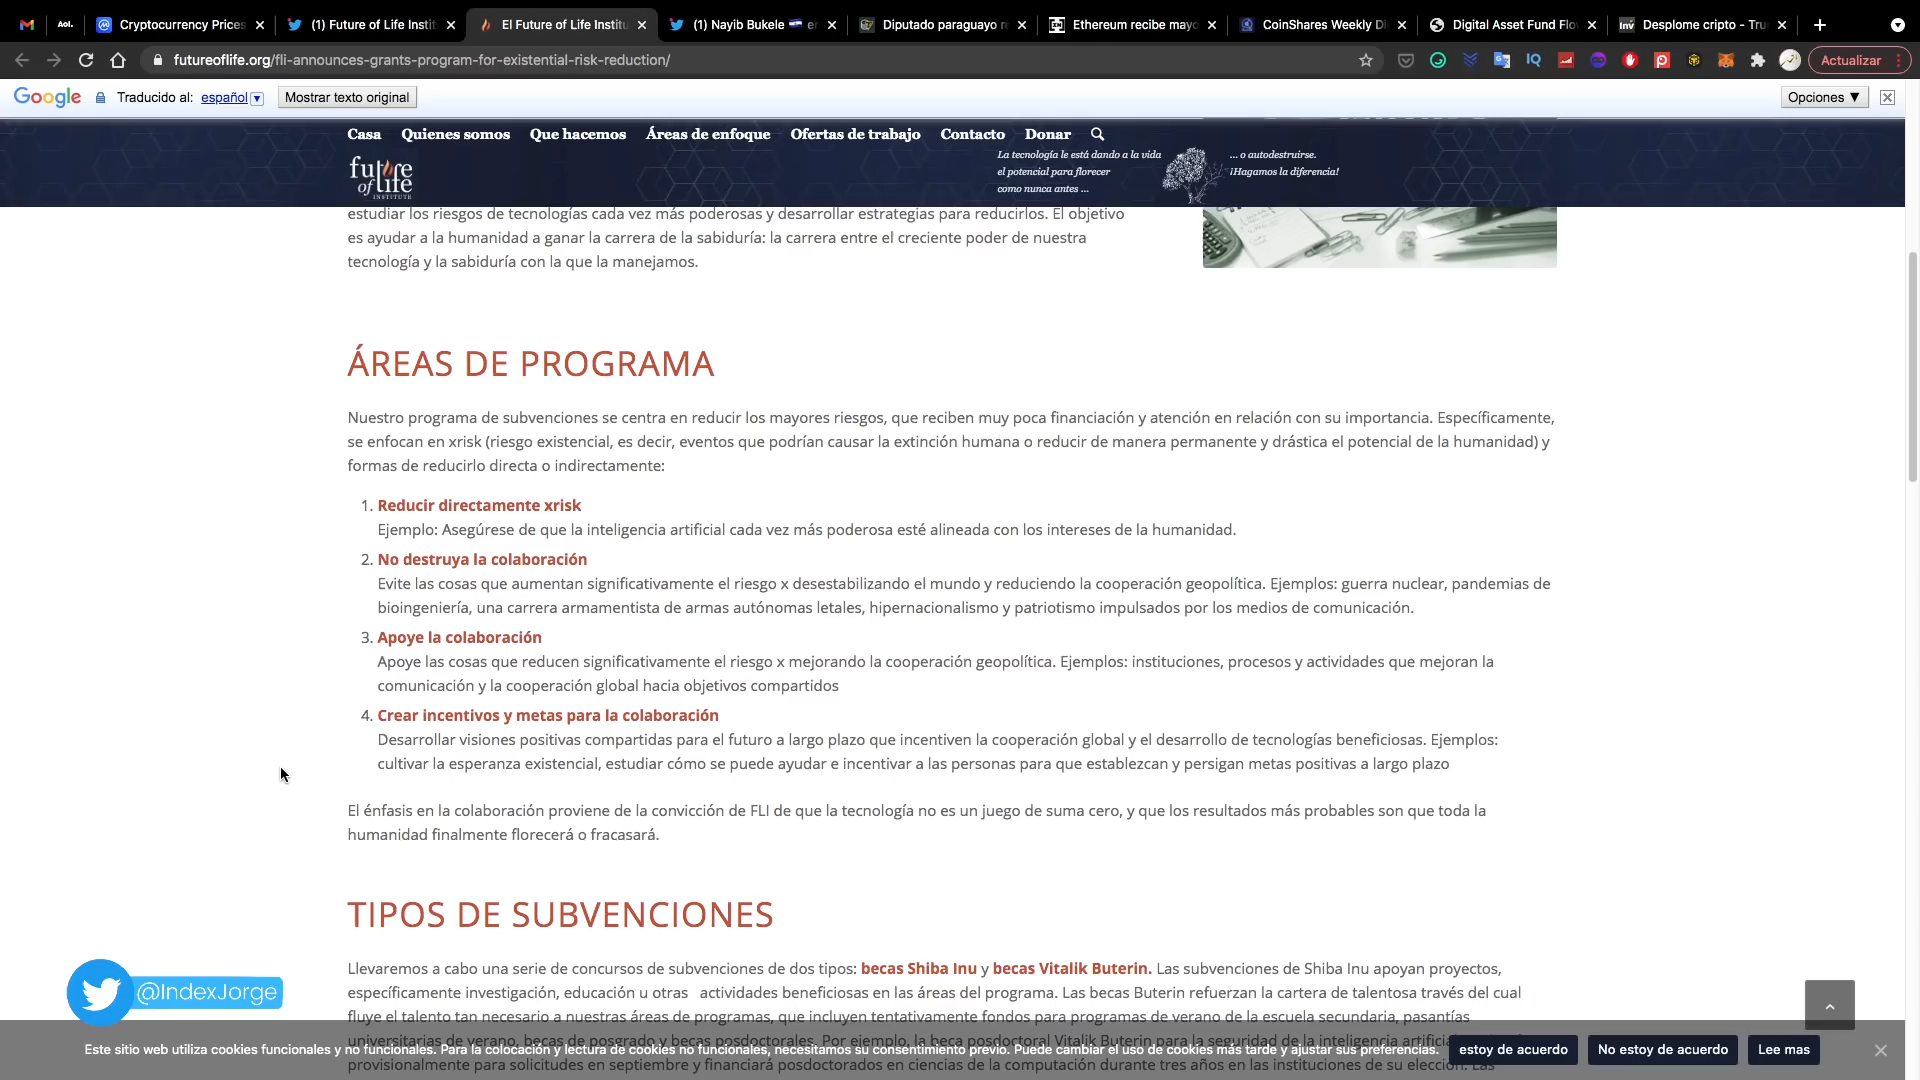 Aol.
Cryptocurrency Prices
(1) Future of Life Instit
El Future of Life Institu
(1) Nayib Bukele en
Diputado paraguayo r
Ethereum recibe mayo
CoinShares Weekly Di
Digital Asset Fund Flo
Inv
Desplome cripto - Tru
futureoflife.org/fli-announces-grants-program-for-existential-risk-reduction/
IQ
Actualizar
Google Traducido al: español Mostrar texto original
Opciones ▼
Casa Quienes somos Que hacemos Áreas de enfoque Ofertas de trabajo Contacto Donar
future of life INSTITUTE
La tecnología le está dando a la vida
el potencial para florecer
como nunca antes ...
... o autodestruirse.
¡Hagamos la diferencia!
estudiar los riesgos de tecnologías cada vez más poderosas y desarrollar estrategias para reducirlos. El objetivo
es ayudar a la humanidad a ganar la carrera de la sabiduría: la carrera entre el creciente poder de nuestra
tecnología y la sabiduría con la que la manejamos.
ÁREAS DE PROGRAMA
Nuestro programa de subvenciones se centra en reducir los mayores riesgos, que reciben muy poca financiación y atención en relación con su importancia. Específicamente,
se enfocan en xrisk (riesgo existencial, es decir, eventos que podrían causar la extinción humana o reducir de manera permanente y drástica el potencial de la humanidad) y
formas de reducirlo directa o indirectamente:
1. Reducir directamente xrisk
Ejemplo: Asegúrese de que la inteligencia artificial cada vez más poderosa esté alineada con los intereses de la humanidad.
2. No destruya la colaboración
Evite las cosas que aumentan significativamente el riesgo x desestabilizando el mundo y reduciendo la cooperación geopolítica. Ejemplos: guerra nuclear, pandemias de
bioingeniería, una carrera armamentista de armas autónomas letales, hipernacionalismo y patriotismo impulsados por los medios de comunicación.
3. Apoye la colaboración
Apoye las cosas que reducen significativamente el riesgo x mejorando la cooperación geopolítica. Ejemplos: instituciones, procesos y actividades que mejoran la
comunicación y la cooperación global hacia objetivos compartidos
4. Crear incentivos y metas para la colaboración
Desarrollar visiones positivas compartidas para el futuro a largo plazo que incentiven la cooperación global y el desarrollo de tecnologías beneficiosas. Ejemplos:
cultivar la esperanza existencial, estudiar cómo se puede ayudar e incentivar a las personas para que establezcan y persigan metas positivas a largo plazo
El énfasis en la colaboración proviene de la convicción de FLI de que la tecnología no es un juego de suma cero, y que los resultados más probables son que toda la
humanidad finalmente florecerá o fracasará.
TIPOS DE SUBVENCIONES
Llevaremos a cabo una serie de concursos de subvenciones de dos tipos: becas Shiba Inu y becas Vitalik Buterin. Las subvenciones de Shiba Inu apoyan proyectos,
específicamente investigación, educación u otras actividades beneficiosas en las áreas del programa. Las becas Buterin refuerzan la cartera de talentosa través del cual
fluye el talento tan necesario a nuestras áreas de programas, que incluyen tentativamente fondos para programas de verano de la escuela secundaria, pasantías
universitarias de verano, becas de posgrado y becas posdoctorales. Por ejemplo, la beca posdoctoral Vitalik Buterin para la seguridad de la inteligencia artificial
provisionalmente para solicitudes en septiembre y financiará posdoctorados en ciencias de la computación durante tres años en las instituciones de su elección. Las
@IndexJorge
Este sitio web utiliza cookies funcionales y no funcionales. Para la colocación y lectura de cookies no funcionales, necesitamos su consentimiento previo. Puede cambiar el uso de cookies más tarde y ajustar sus preferencias.
estoy de acuerdo
No estoy de acuerdo
Lee mas